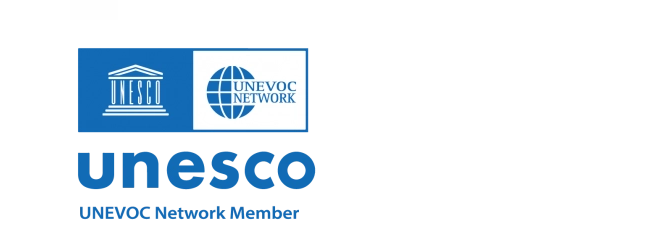 UNESCO
UNEVOC
NETWORK
unesco
UNEVOC Network Member